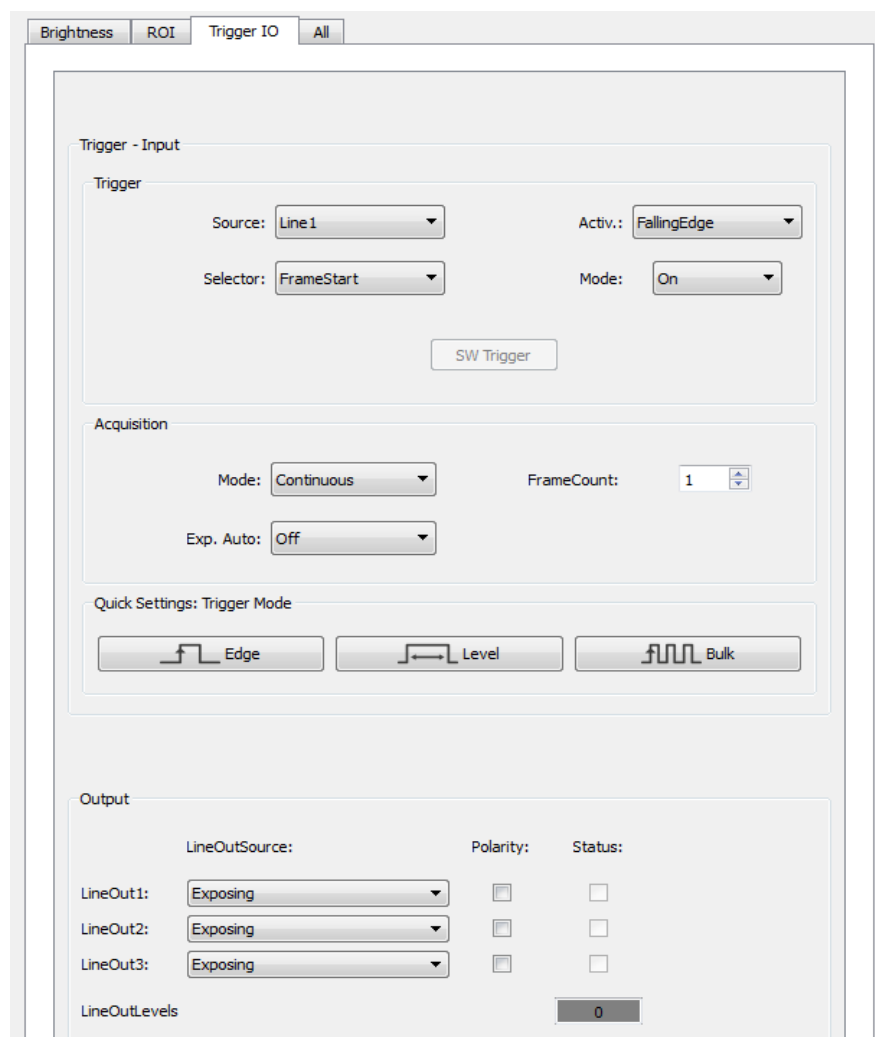 Brightness ROI Trigger IO All
Trigger - Input
Trigger
Source: Line1 Activ.: FallingEdge
Selector: FrameStart Mode: On
SW Trigger
Acquisition
Mode: Continuous FrameCount: 1
Exp. Auto: Off
Quick Settings: Trigger Mode
Edge Level Bulk
Output
LineOutSource: Polarity: Status:
LineOut1: Exposing
LineOut2: Exposing
LineOut3: Exposing
LineOutLevels 0